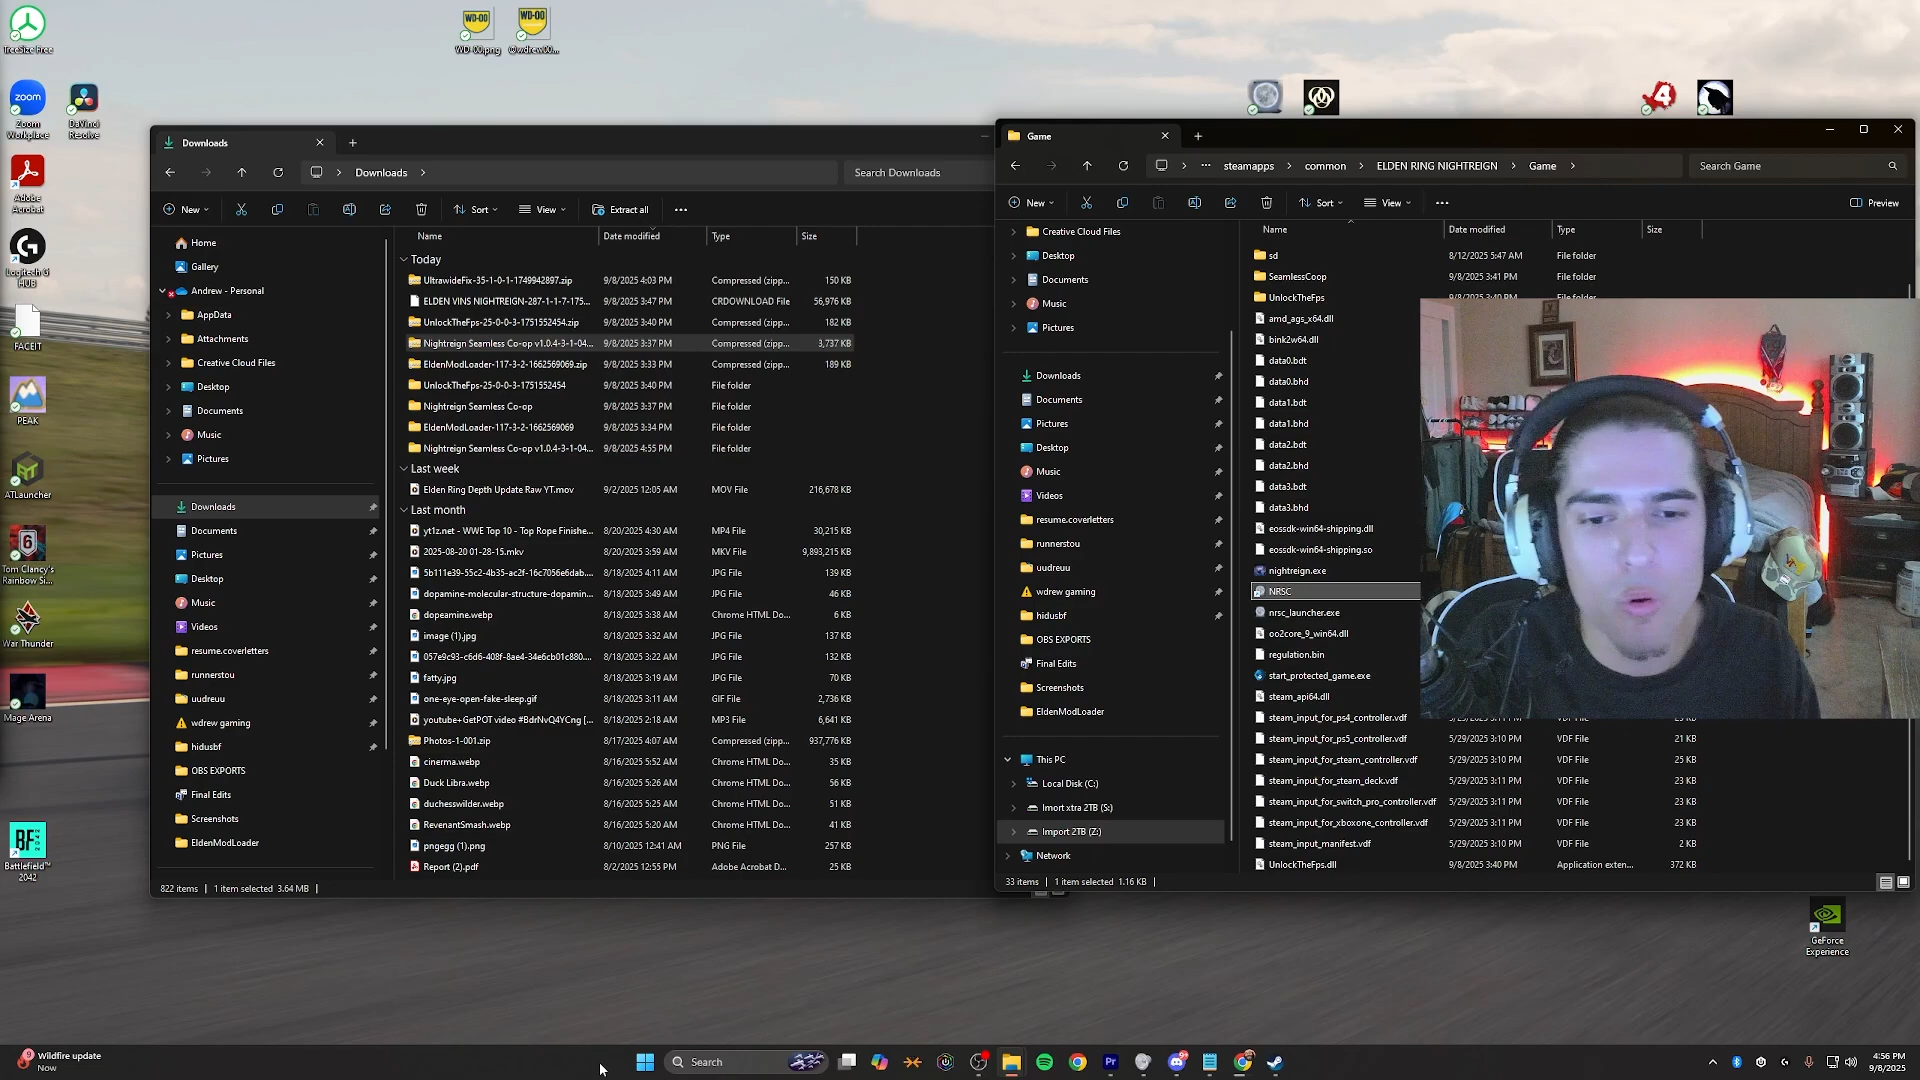 TreeSize Free
WD-00.png
@wdrew00...
Zoom Workplace
DaVinci Resolve
Adobe Acrobat
Logitech G HUB
FACEIT
PEAK
ATLauncher
Tom Clancy's Rainbow Si...
War Thunder
Mage Arena
Battlefield™ 2042
GeForce Experience
Downloads
Downloads
Search Downloads
New
Sort
View
Extract all
Home
Gallery
Andrew - Personal
AppData
Attachments
Creative Cloud Files
Desktop
Documents
Music
Pictures
Downloads
Documents
Pictures
Desktop
Music
Videos
resume.coverletters
runnerstou
uudreuu
wdrew gaming
hidusbf
OBS EXPORTS
Final Edits
Screenshots
EldenModLoader
Name Date modified Type Size
Today
UltrawideFix-35-1-0-1-1749942897.zip 9/8/2025 4:03 PM Compressed (zipp... 150 KB
ELDEN VINS NIGHTREIGN-287-1-1-7-175... 9/8/2025 3:47 PM CRDOWNLOAD File 56,976 KB
UnlockTheFps-25-0-0-3-1751552454.zip 9/8/2025 3:40 PM Compressed (zipp... 182 KB
Nightreign Seamless Co-op v1.0.4-3-1-04... 9/8/2025 3:37 PM Compressed (zipp... 3,737 KB
EldenModLoader-117-3-2-1662569069.zip 9/8/2025 3:33 PM Compressed (zipp... 189 KB
UnlockTheFps-25-0-0-3-1751552454 9/8/2025 3:40 PM File folder
Nightreign Seamless Co-op 9/8/2025 3:37 PM File folder
EldenModLoader-117-3-2-1662569069 9/8/2025 3:34 PM File folder
Nightreign Seamless Co-op v1.0.4-3-1-04... 9/8/2025 4:55 PM File folder
Last week
Elden Ring Depth Update Raw YT.mov 9/2/2025 12:05 AM MOV File 216,678 KB
Last month
yt1z.net - WWE Top 10 - Top Rope Finishe... 8/20/2025 4:30 AM MP4 File 30,215 KB
2025-08-20 01-28-15.mkv 8/20/2025 3:59 AM MKV File 9,893,215 KB
5b111e39-55c2-4b35-ac2f-16c7056e6dab.... 8/18/2025 4:11 AM JPG File 139 KB
dopamine-molecular-structure-dopamin... 8/18/2025 3:49 AM JPG File 46 KB
dopeamine.webp 8/18/2025 3:38 AM Chrome HTML Do... 6 KB
image (1).jpg 8/18/2025 3:32 AM JPG File 137 KB
057e9c93-c6d6-408f-8ae4-34e6cb01c880.... 8/18/2025 3:22 AM JPG File 132 KB
fatty.jpg 8/18/2025 3:19 AM JPG File 70 KB
one-eye-open-fake-sleep.gif 8/18/2025 3:11 AM GIF File 2,736 KB
youtube+GetPOT video #BdrNvQ4YCng [... 8/18/2025 2:18 AM MP3 File 6,641 KB
Photos-1-001.zip 8/17/2025 4:07 AM Compressed (zipp... 937,776 KB
cinerma.webp 8/16/2025 5:52 AM Chrome HTML Do... 35 KB
Duck Libra.webp 8/16/2025 5:26 AM Chrome HTML Do... 56 KB
duchesswilder.webp 8/16/2025 5:25 AM Chrome HTML Do... 51 KB
RevenantSmash.webp 8/16/2025 5:20 AM Chrome HTML Do... 41 KB
pngegg (1).png 8/10/2025 12:41 AM PNG File 257 KB
Report (2).pdf 8/2/2025 12:55 PM Adobe Acrobat D... 25 KB
822 items 1 item selected 3.64 MB
Game
steamapps common ELDEN RING NIGHTREIGN Game
Search Game
New
Sort
View
Preview
Creative Cloud Files
Desktop
Documents
Music
Pictures
Downloads
Documents
Pictures
Desktop
Music
Videos
resume.coverletters
runnerstou
uudreuu
wdrew gaming
hidusbf
OBS EXPORTS
Final Edits
Screenshots
EldenModLoader
This PC
Local Disk (C:)
Imort xtra 2TB (S:)
Import 2TB (Z:)
Network
Name Date modified Type Size
sd 8/12/2025 5:47 AM File folder
SeamlessCoop 9/8/2025 3:41 PM File folder
UnlockTheFps 9/8/2025 3:40 PM File folder
amd_ags_x64.dll
bink2w64.dll
data0.bdt
data0.bhd
data1.bdt
data1.bhd
data2.bdt
data2.bhd
data3.bdt
data3.bhd
eossdk-win64-shipping.dll
eossdk-win64-shipping.so
nightreign.exe
NRSC
nrsc_launcher.exe
oo2core_9_win64.dll
regulation.bin
start_protected_game.exe
steam_api64.dll
steam_input_for_ps4_controller.vdf
steam_input_for_ps5_controller.vdf 5/29/2025 3:10 PM VDF File 21 KB
steam_input_for_steam_controller.vdf 5/29/2025 3:10 PM VDF File 25 KB
steam_input_for_steam_deck.vdf 5/29/2025 3:11 PM VDF File 23 KB
steam_input_for_switch_pro_controller.vdf 5/29/2025 3:11 PM VDF File 23 KB
steam_input_for_xboxone_controller.vdf 5/29/2025 3:11 PM VDF File 23 KB
steam_input_manifest.vdf 5/29/2025 3:11 PM VDF File 2 KB
UnlockTheFps.dll 9/8/2025 3:40 PM Application exten... 372 KB
33 items 1 item selected 1.16 KB
Wildfire update
Now
Search
4:56 PM
9/8/2025